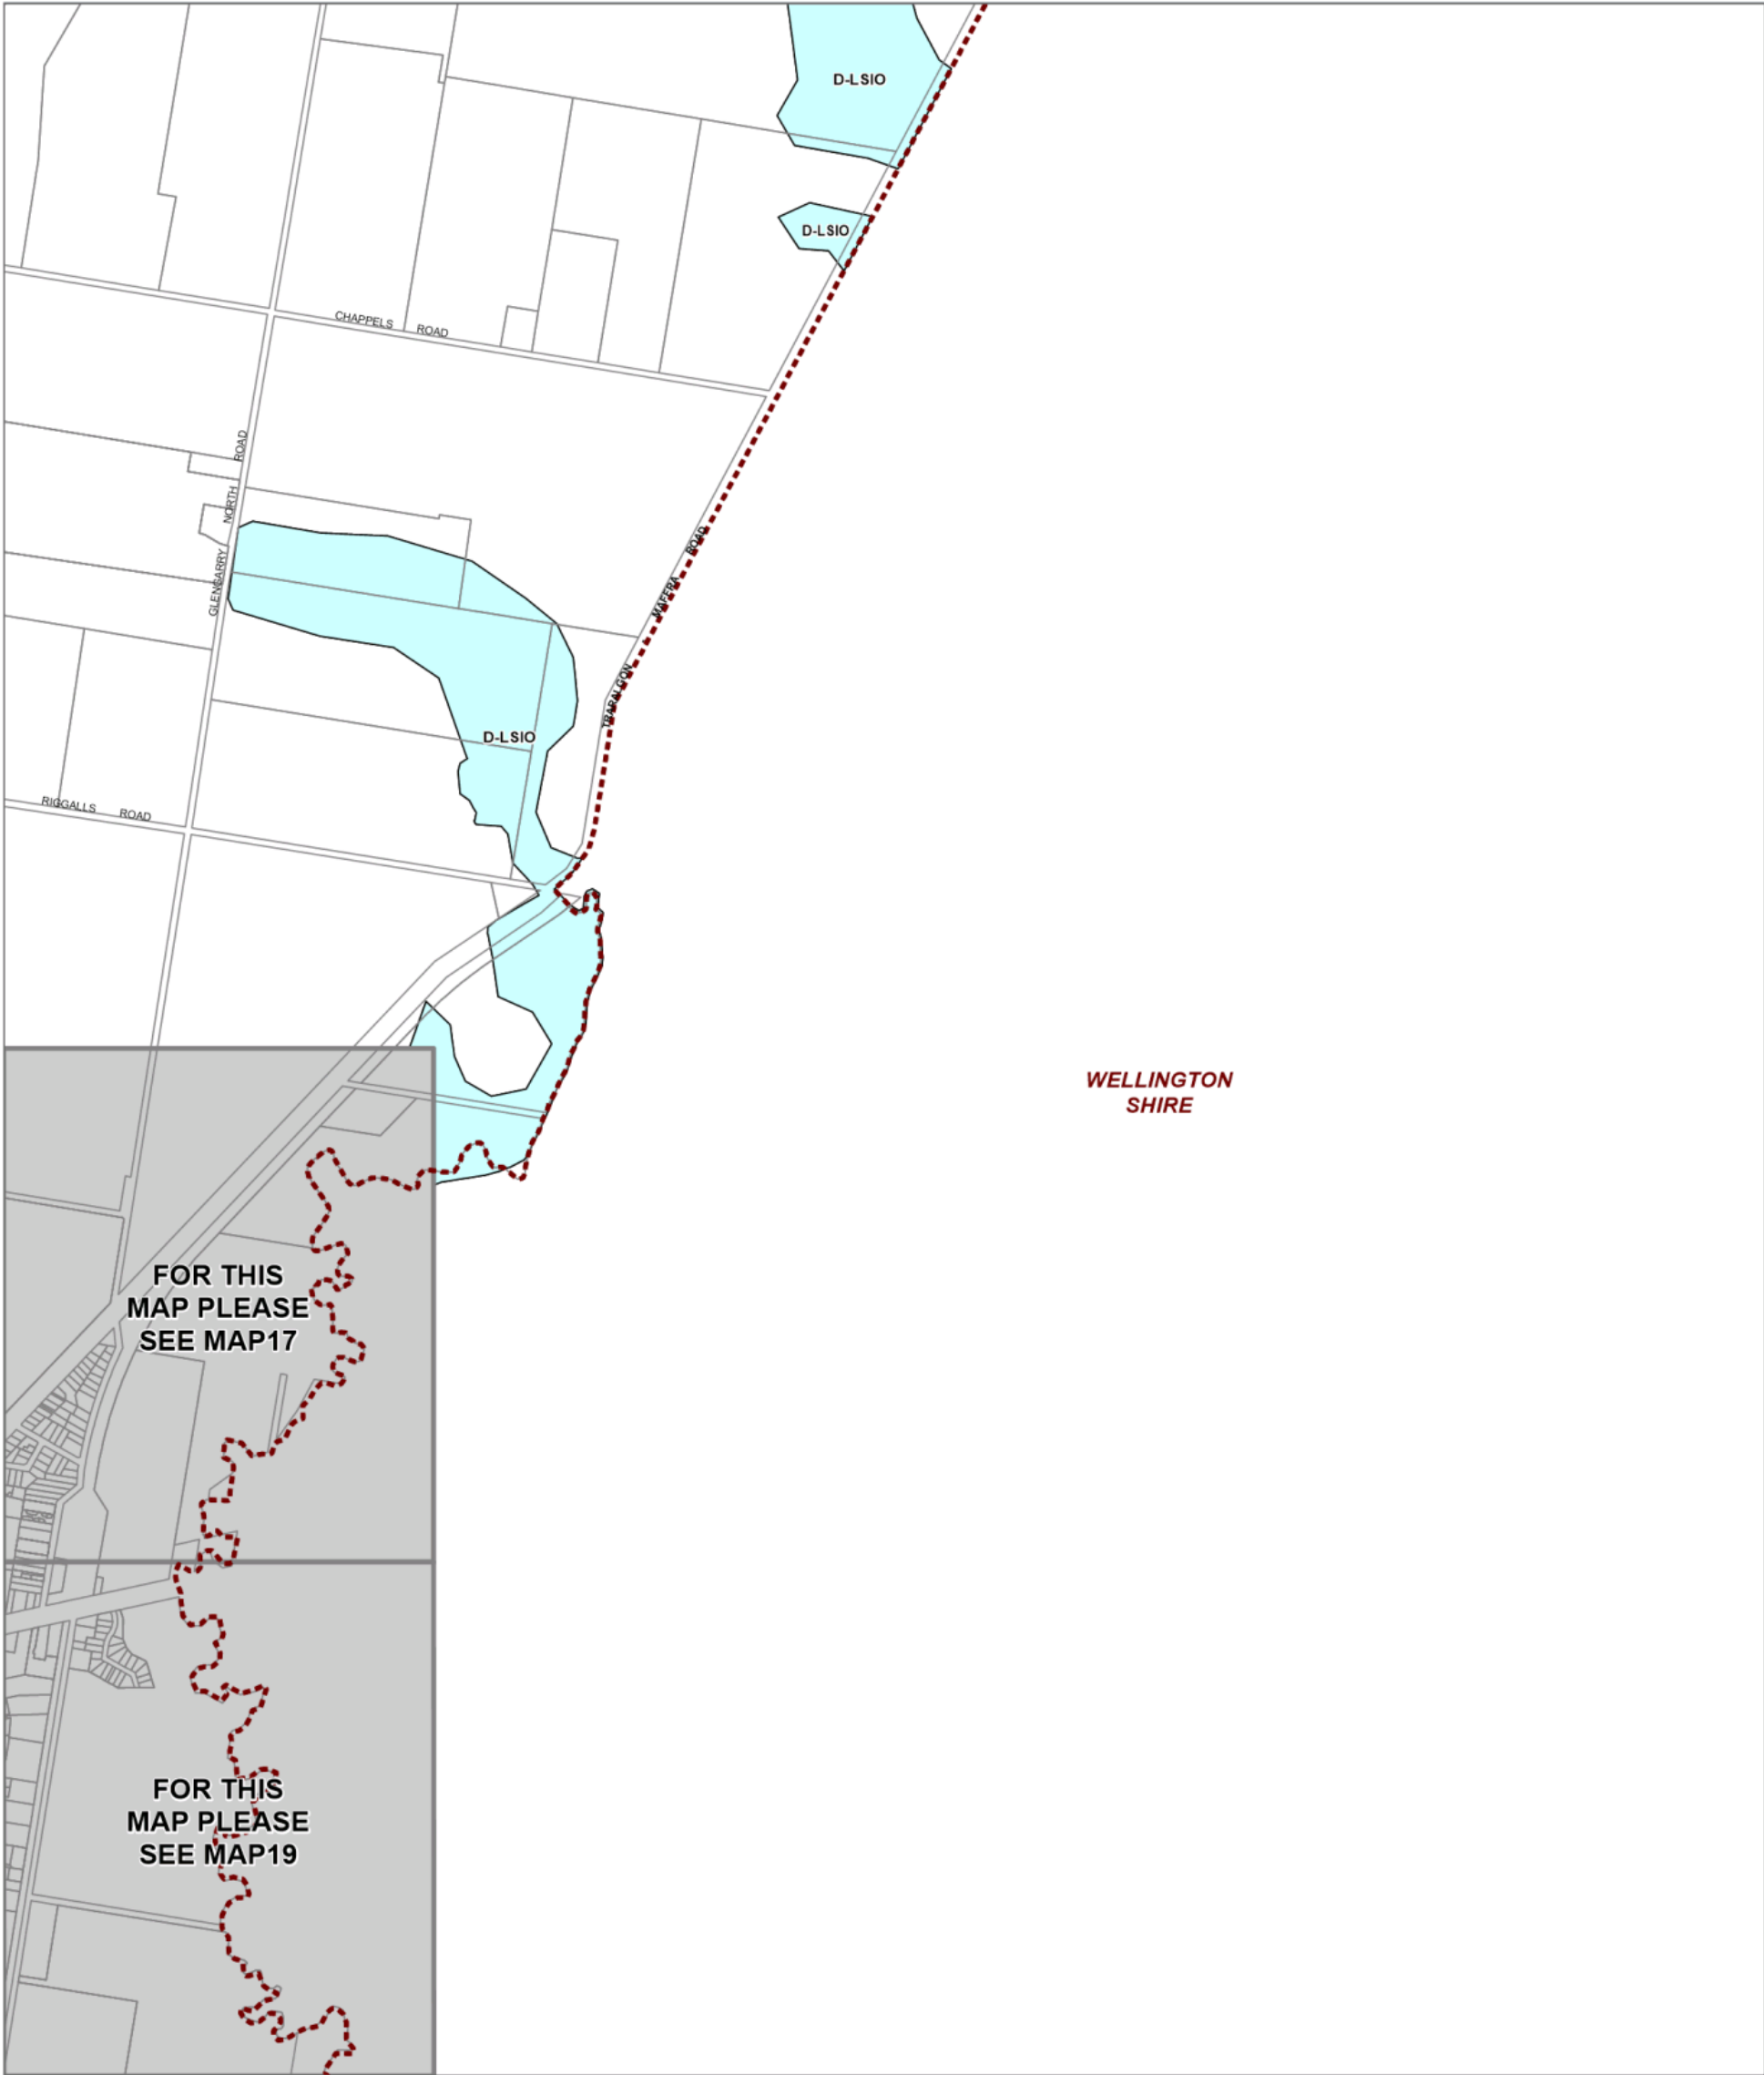 D-LSIO
D-LSIO
CHAPPELS ROAD
GLENGARRY NORTH ROAD
TRARALGON MAFFRA ROAD
D-LSIO
RIGGALLS ROAD
WELLINGTON
SHIRE
FOR THIS
MAP PLEASE
SEE MAP17
FOR THIS
MAP PLEASE
SEE MAP19